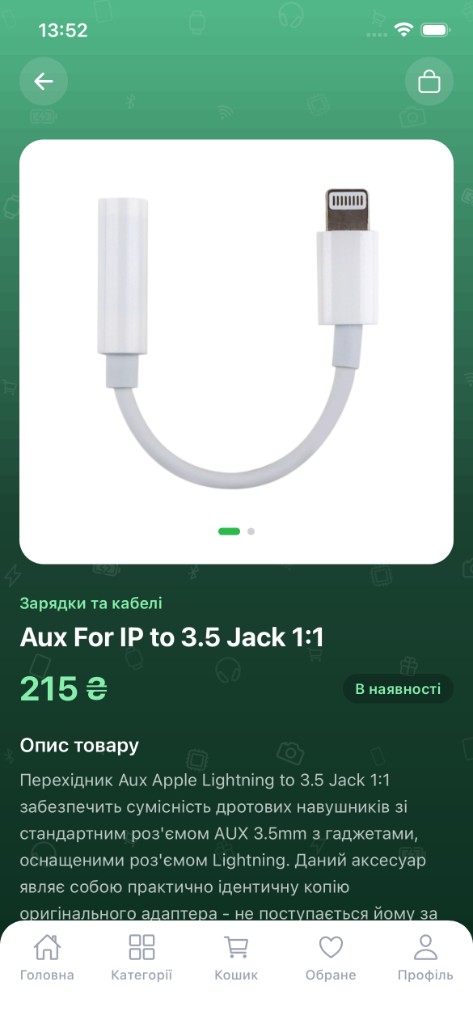 13:52
Зарядки та кабелі
Aux For IP to 3.5 Jack 1:1
215 ₴
В наявності
Опис товару
Перехідник Aux Apple Lightning to 3.5 Jack 1:1
забезпечить сумісність дротових навушників зі
стандартним роз'ємом AUX 3.5mm з гаджетами,
оснащеними роз'ємом Lightning. Даний аксесуар
являє собою практично ідентичну копію
оригінального адаптера - не поступається йому за
Головна
Категорії
Кошик
Обране
Профіль